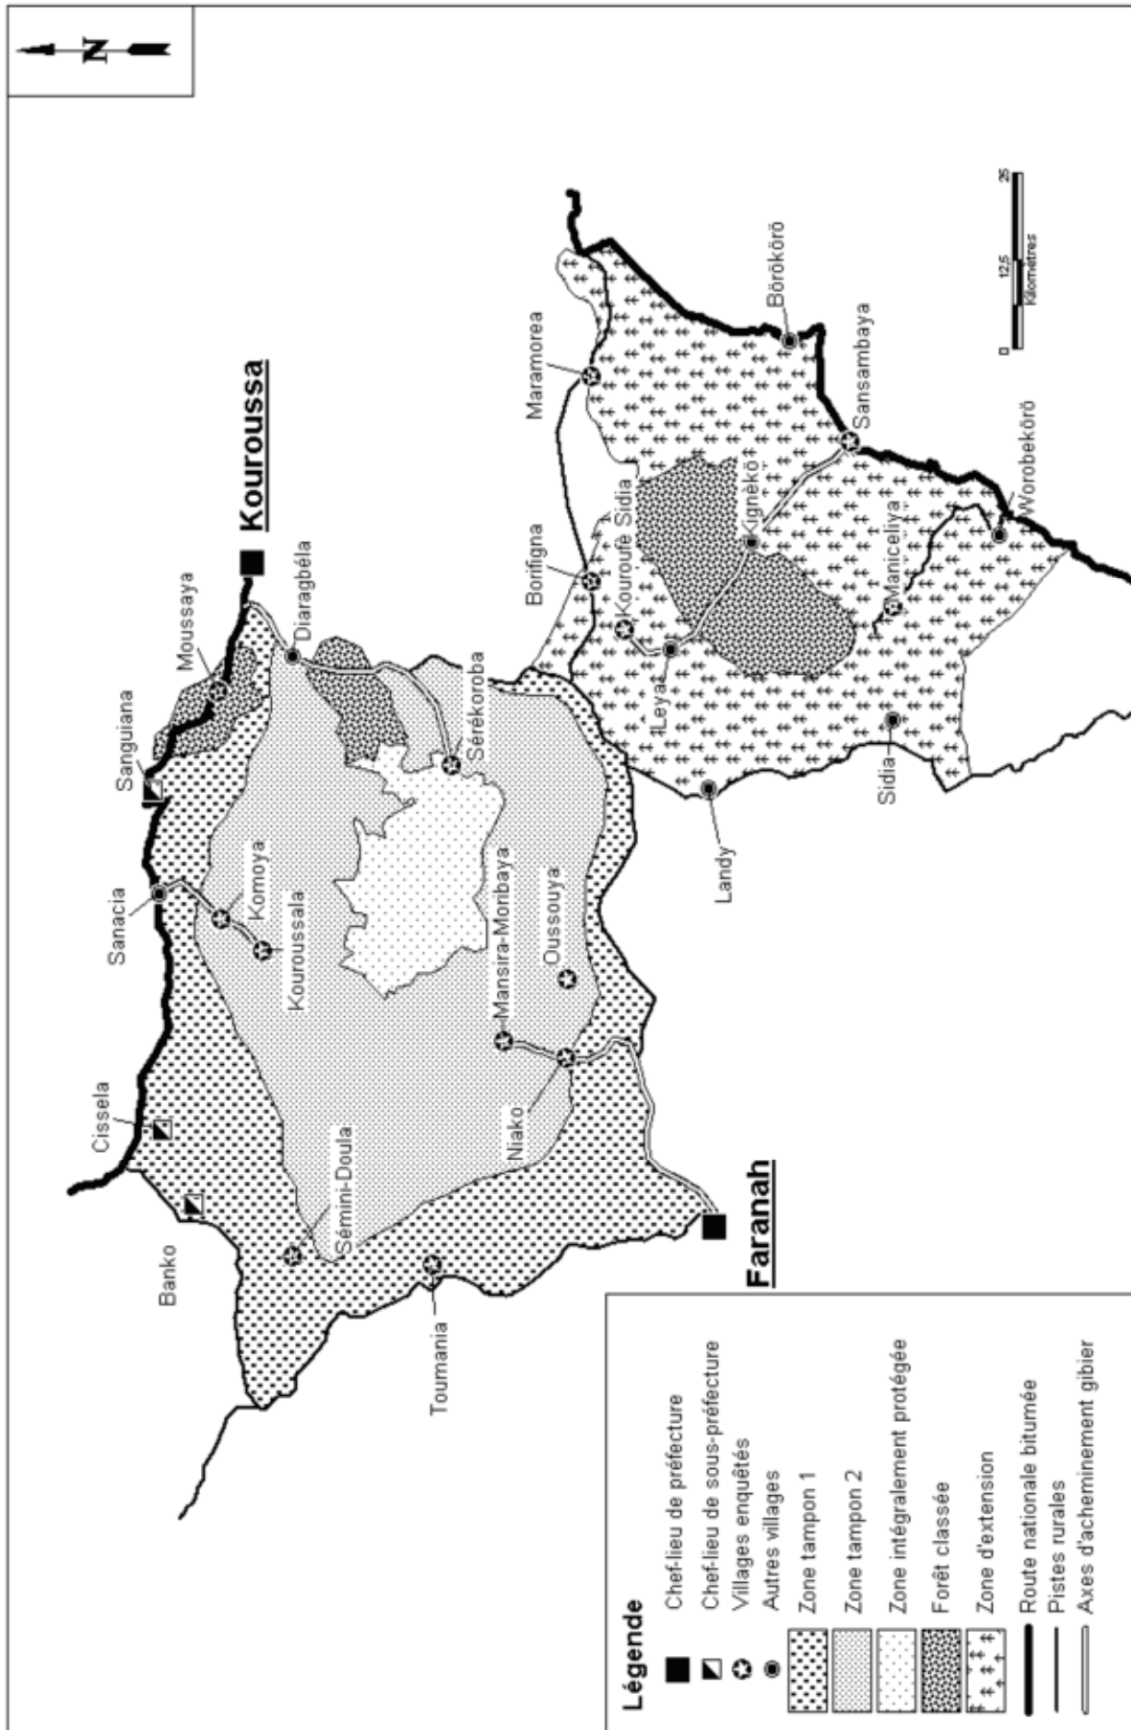 N
Kouroussa
Moussaya
Sanguiana
Diaragbéla
Sanacia
Komoya
Kouroussala
Sérékoroba
Cissela
Banko
Sémini-Doula
Toumania
Mansira-Moribaya
Oussouya
Niako
Faranah
Maramorea
Borifigna
Kouroufè Sidia
Leya
Kignèkö
Börökörö
Sansambaya
Maniceliya
Worobekörö
Landy
Sidia
0 12,5 25
Kilomètres
Légende
Chef-lieu de préfecture
Chef-lieu de sous-préfecture
Villages enquêtés
Autres villages
Zone tampon 1
Zone tampon 2
Zone intégralement protégée
Forêt classée
Zone d'extension
Route nationale bitumée
Pistes rurales
Axes d'acheminement gibier